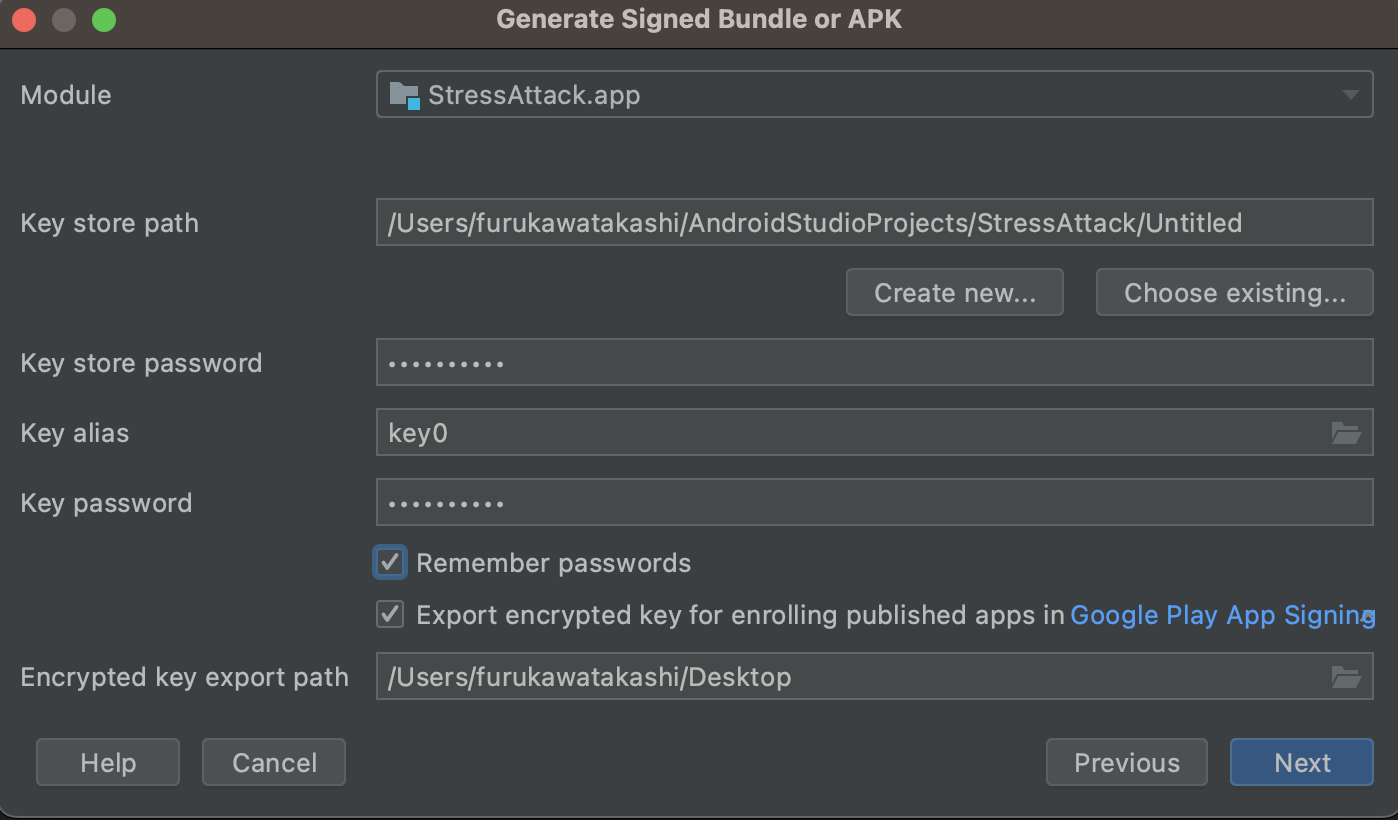 Generate Signed Bundle or APK
Module StressAttack.app
Key store path /Users/furukawatakashi/AndroidStudioProjects/StressAttack/Untitled
Create new... Choose existing...
Key store password ••••••••••
Key alias key0
Key password ••••••••••
Remember passwords
Export encrypted key for enrolling published apps in Google Play App Signing
Encrypted key export path /Users/furukawatakashi/Desktop
Help Cancel Previous Next